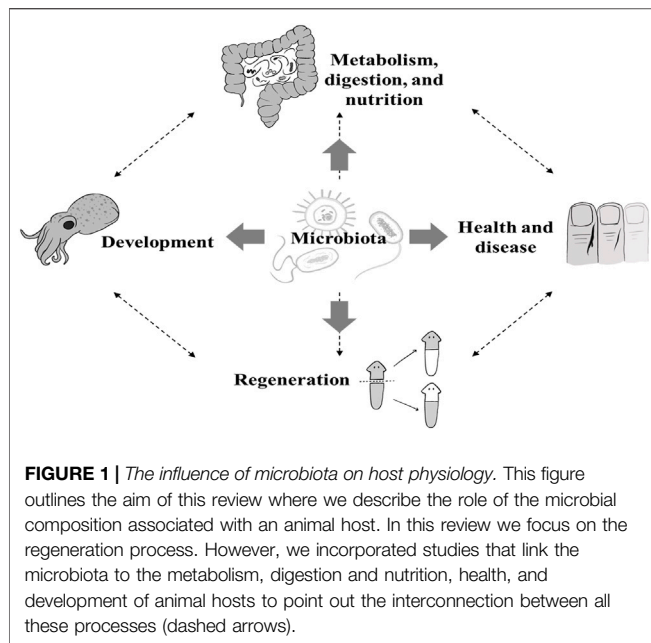 Metabolism,
digestion, and
nutrition
Development
Microbiota
Health and
disease
Regeneration
FIGURE 1 | The influence of microbiota on host physiology. This figure
outlines the aim of this review where we describe the role of the microbial
composition associated with an animal host. In this review we focus on the
regeneration process. However, we incorporated studies that link the
microbiota to the metabolism, digestion and nutrition, health, and
development of animal hosts to point out the interconnection between all
these processes (dashed arrows).